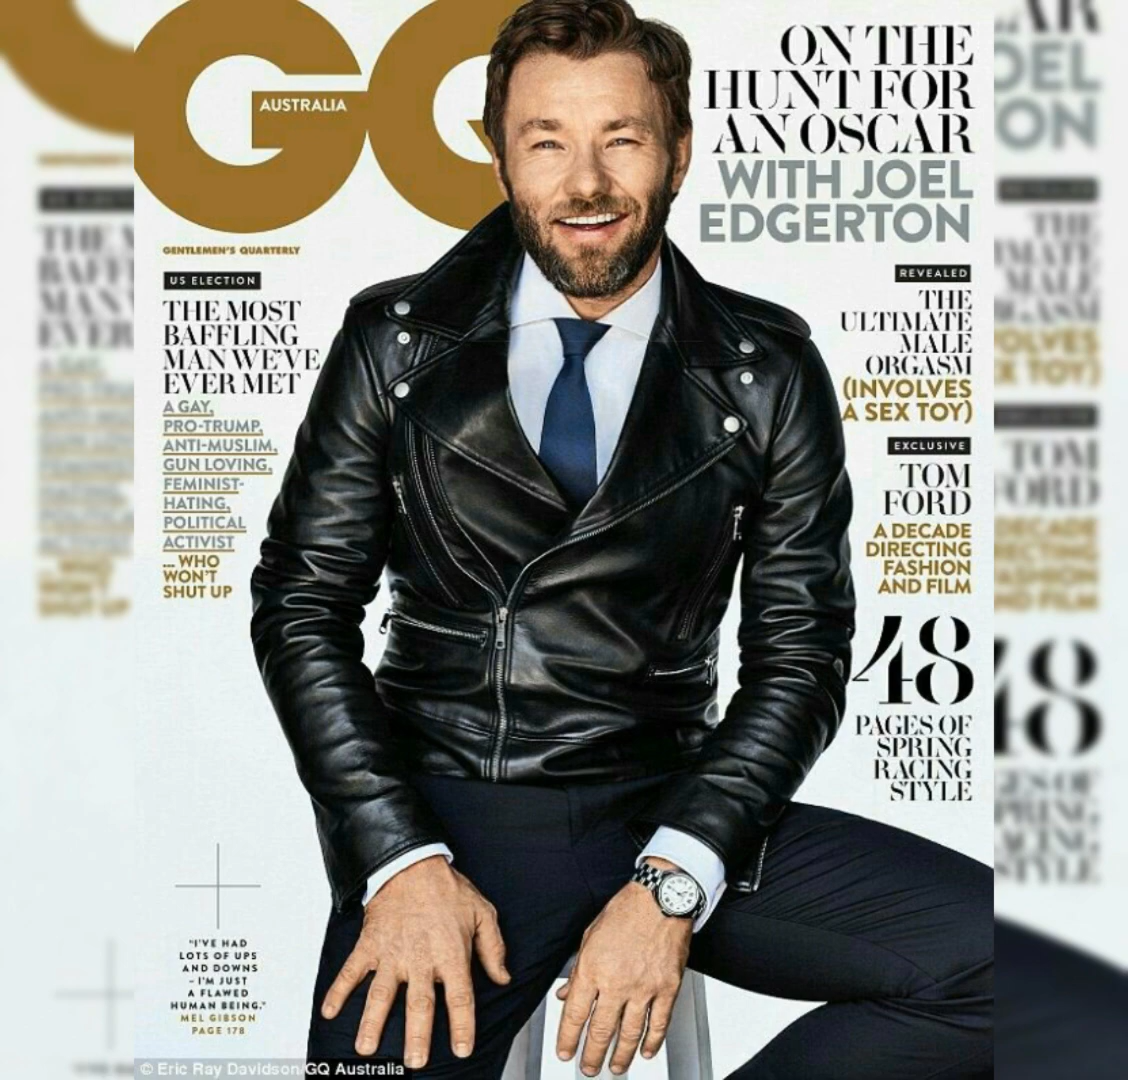 GQ
AUSTRALIA
GENTLEMEN'S QUARTERLY
ON THE
HUNT FOR
AN OSCAR
WITH JOEL
EDGERTON
US ELECTION
THE MOST
BAFFLING
MAN WE'VE
EVER MET
A GAY,
PRO-TRUMP,
ANTI-MUSLIM,
GUN LOVING,
FEMINIST-
HATING,
POLITICAL
ACTIVIST
... WHO
WON'T
SHUT UP
REVEALED
THE
ULTIMATE
MALE
ORGASM
(INVOLVES
A SEX TOY)
EXCLUSIVE
TOM
FORD
A DECADE
DIRECTING
FASHION
AND FILM
48
PAGES OF
SPRING
RACING
STYLE
"I'VE HAD
LOTS OF UPS
AND DOWNS
– I'M JUST
A FLAWED
HUMAN BEING."
MEL GIBSON
PAGE 178
© Eric Ray Davidson/GQ Australia